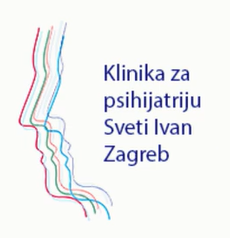 Klinika za
psihijatriju
Sveti Ivan
Zagreb